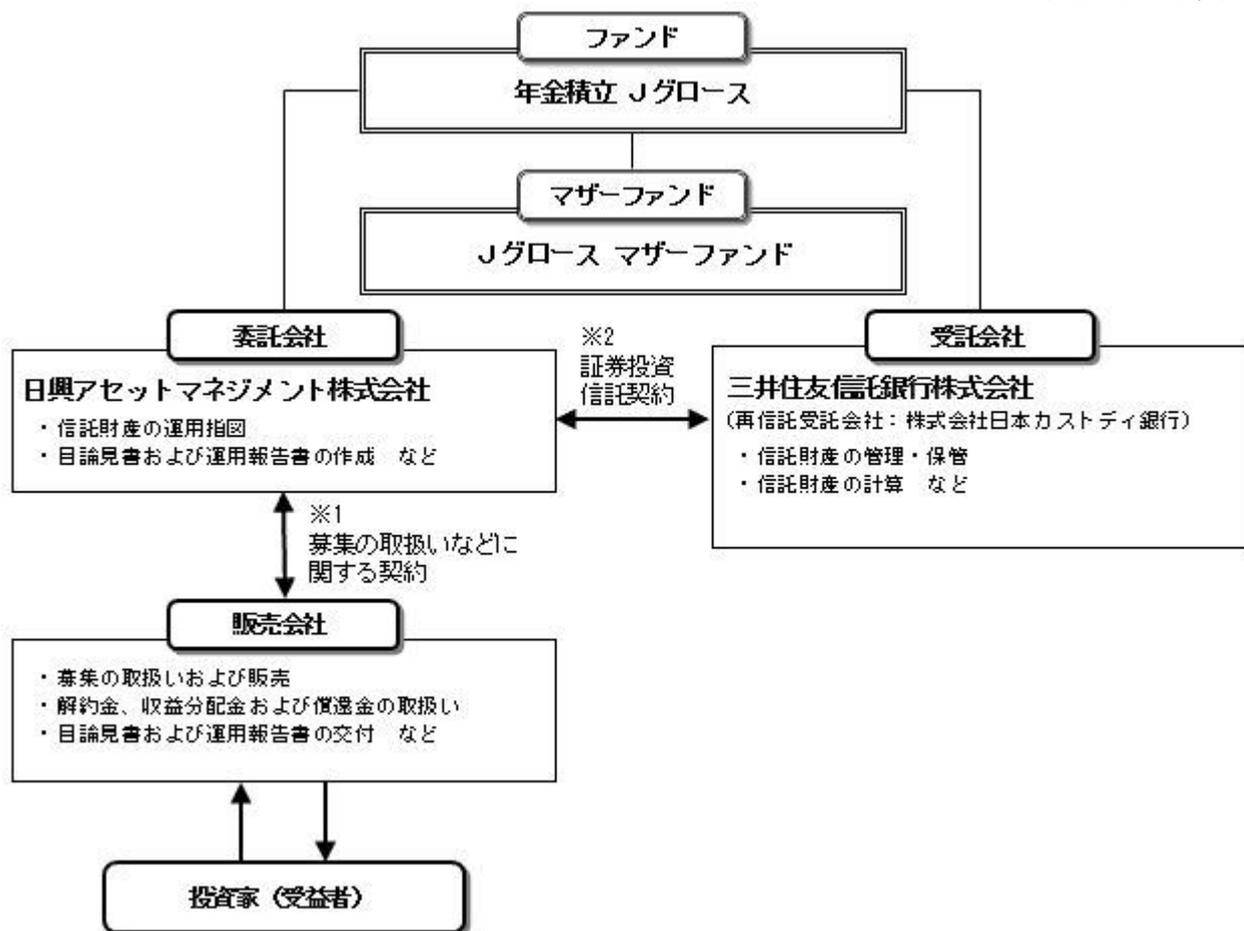 ファンド
年金積立 Jグロース
マザーファンド
Jグロース マザーファンド
委託会社
日興アセットマネジメント株式会社
・信託財産の運用指図
・目論見書および運用報告書の作成 など
※2
証券投資
信託契約
受託会社
三井住友信託銀行株式会社
(再信託受託会社:株式会社日本カストディ銀行)
・信託財産の管理・保管
・信託財産の計算 など
※1
募集の取扱いなどに
関する契約
販売会社
・募集の取扱いおよび販売
・解約金、収益分配金および償還金の取扱い
・目論見書および運用報告書の交付 など
投資家(受益者)